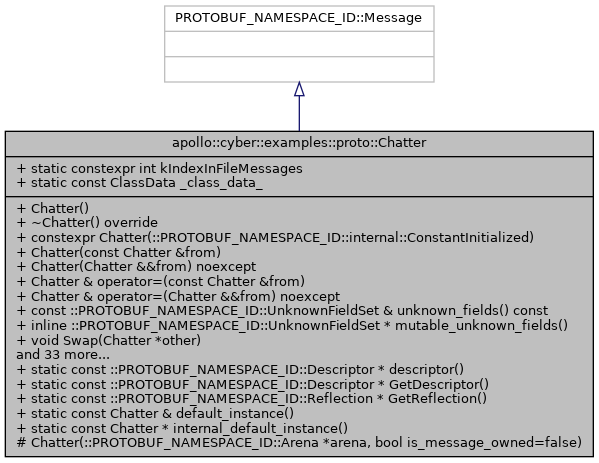 PROTOBUF_NAMESPACE_ID::Message
apollo::cyber::examples::proto::Chatter
+ static constexpr int kIndexInFileMessages
+ static const ClassData _class_data_
+ Chatter()
+ ~Chatter() override
+ constexpr Chatter(::PROTOBUF_NAMESPACE_ID::internal::ConstantInitialized)
+ Chatter(const Chatter &from)
+ Chatter(Chatter &&from) noexcept
+ Chatter & operator=(const Chatter &from)
+ Chatter & operator=(Chatter &&from) noexcept
+ const ::PROTOBUF_NAMESPACE_ID::UnknownFieldSet & unknown_fields() const
+ inline ::PROTOBUF_NAMESPACE_ID::UnknownFieldSet * mutable_unknown_fields()
+ void Swap(Chatter *other)
and 33 more...
+ static const ::PROTOBUF_NAMESPACE_ID::Descriptor * descriptor()
+ static const ::PROTOBUF_NAMESPACE_ID::Descriptor * GetDescriptor()
+ static const ::PROTOBUF_NAMESPACE_ID::Reflection * GetReflection()
+ static const Chatter & default_instance()
+ static const Chatter * internal_default_instance()
# Chatter(::PROTOBUF_NAMESPACE_ID::Arena *arena, bool is_message_owned=false)